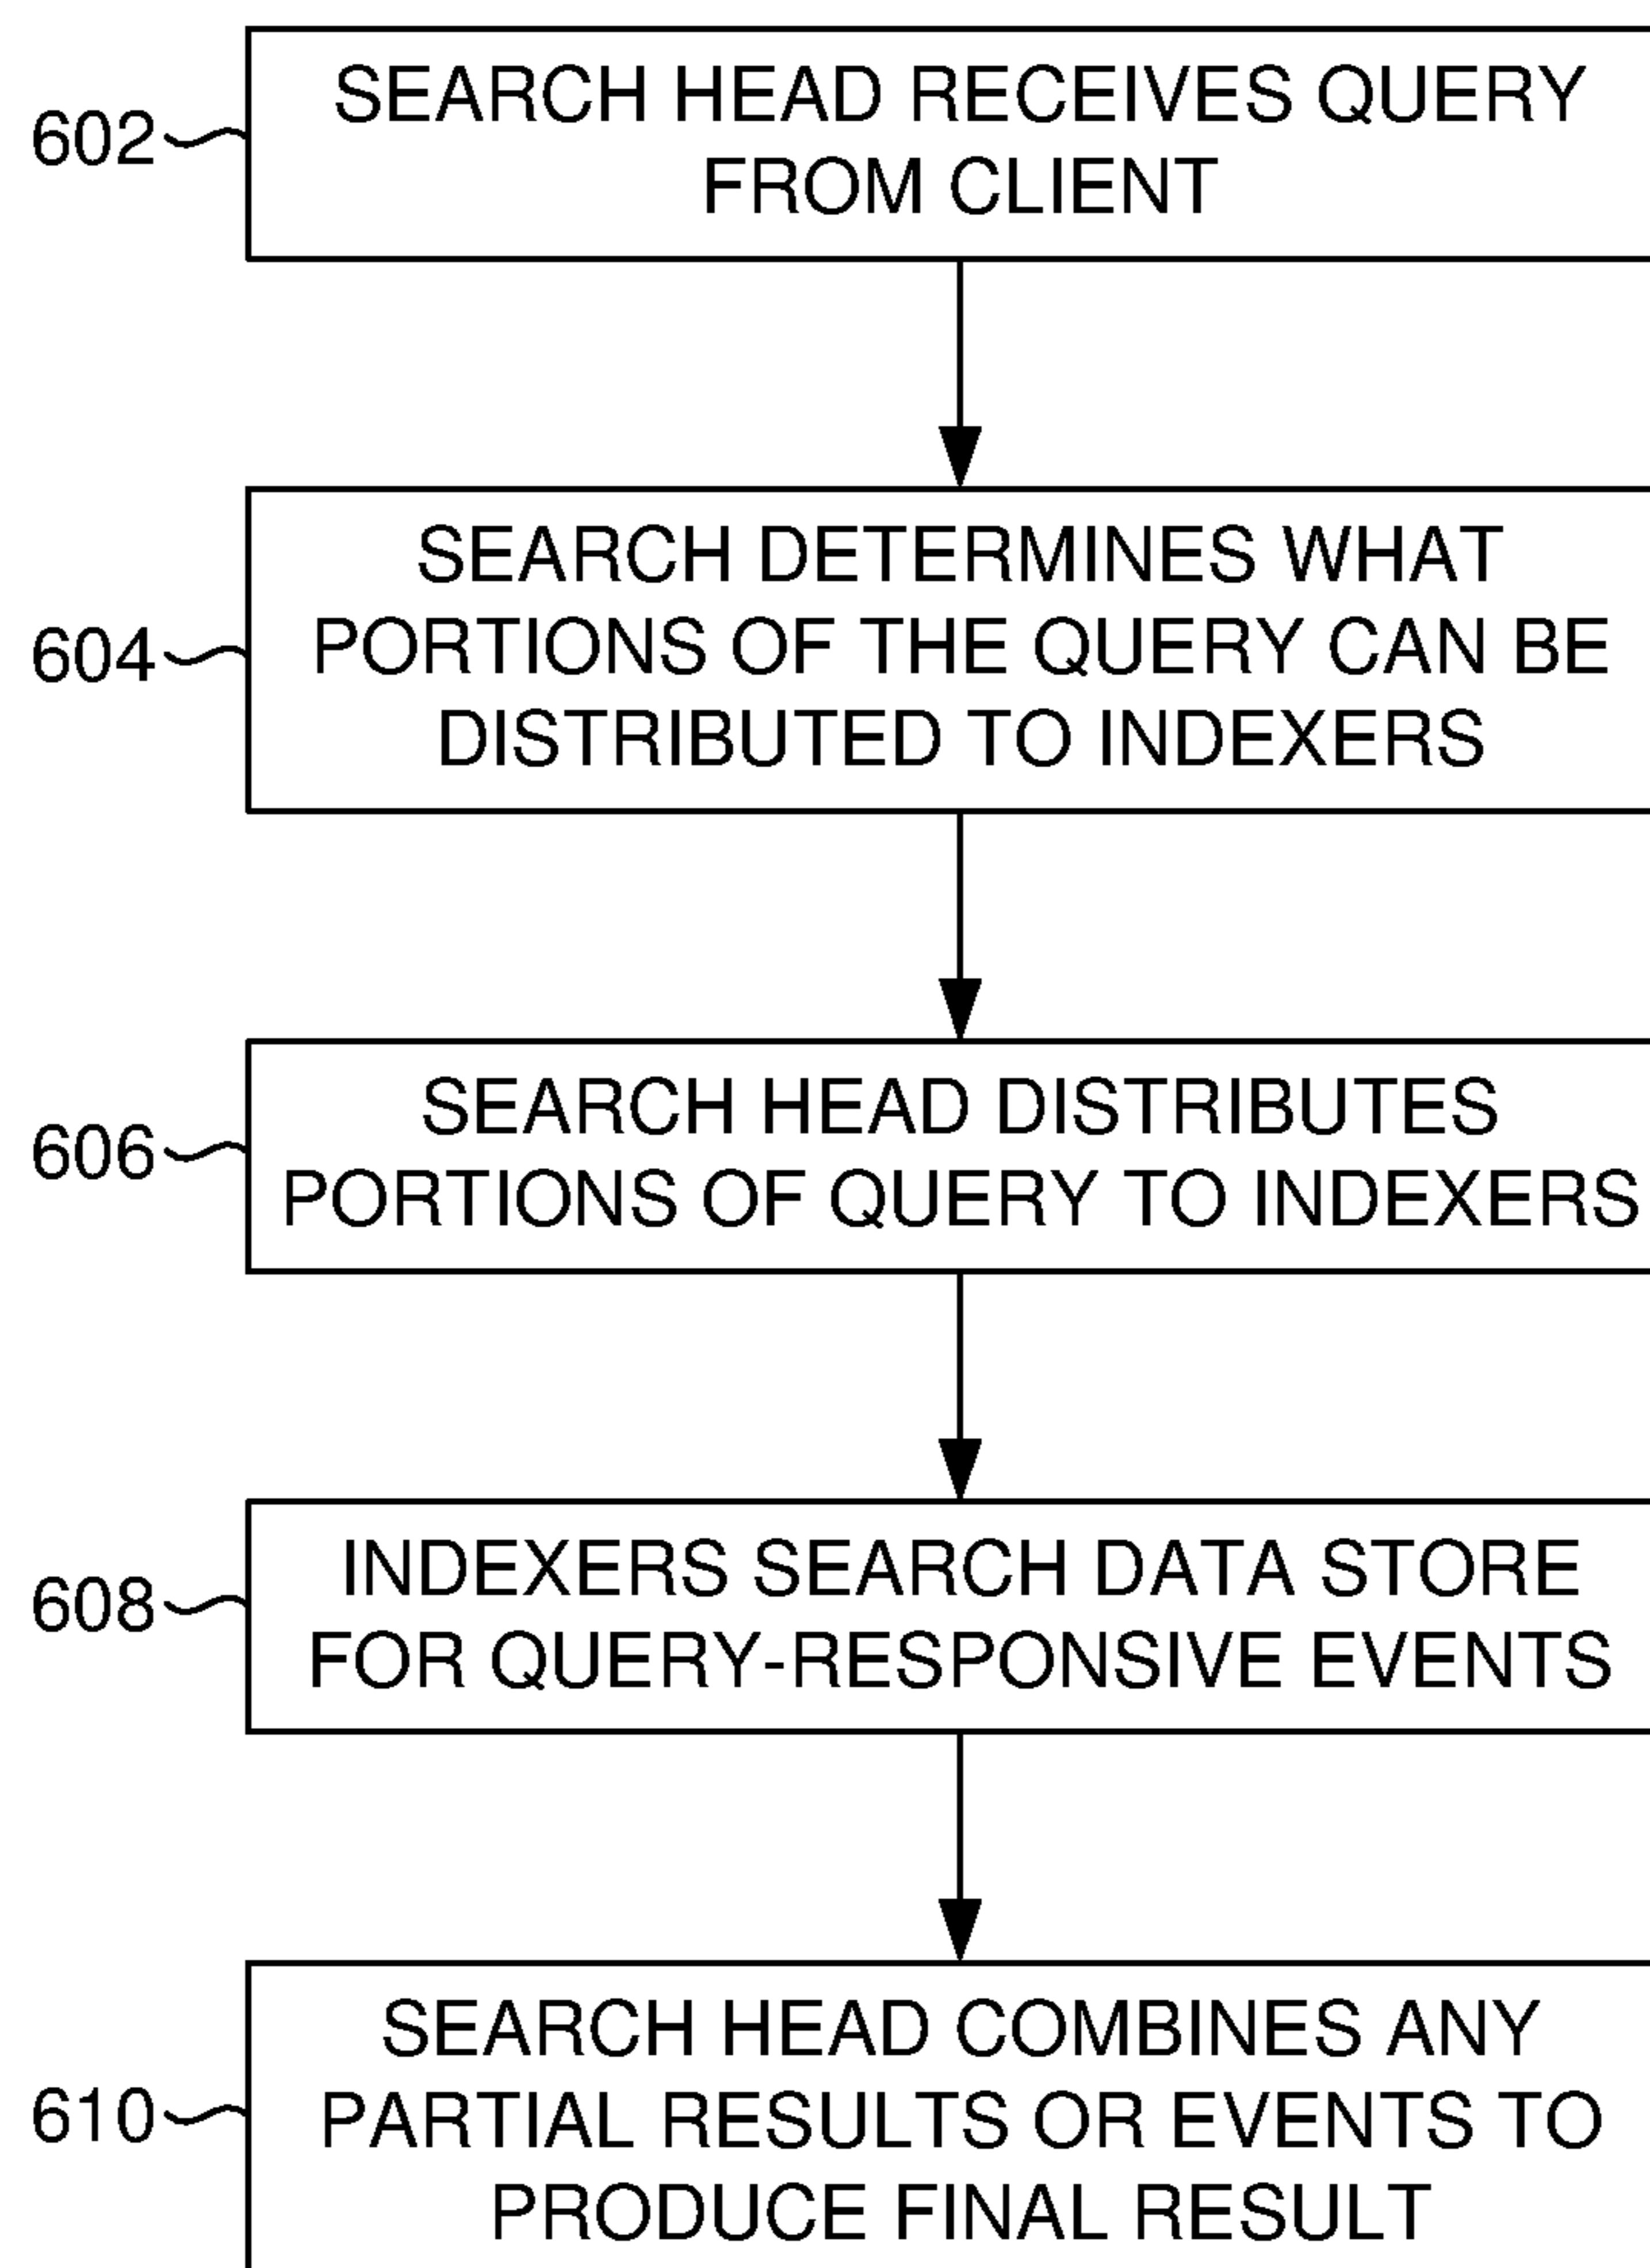 602
SEARCH HEAD RECEIVES QUERY
FROM CLIENT
604
SEARCH DETERMINES WHAT
PORTIONS OF THE QUERY CAN BE
DISTRIBUTED TO INDEXERS
606
SEARCH HEAD DISTRIBUTES
PORTIONS OF QUERY TO INDEXERS
608
INDEXERS SEARCH DATA STORE
FOR QUERY-RESPONSIVE EVENTS
610
SEARCH HEAD COMBINES ANY
PARTIAL RESULTS OR EVENTS TO
PRODUCE FINAL RESULT